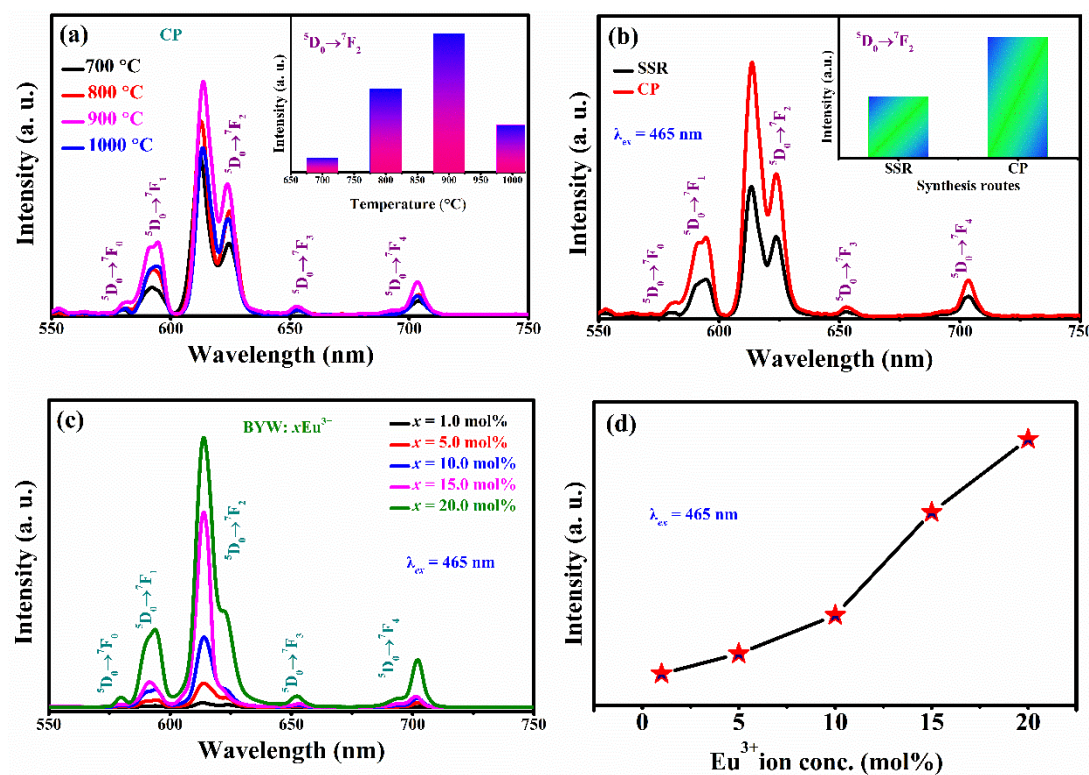 (a)
CP
700 °C
800 °C
900 °C
1000 °C
⁵D₀→⁷F₀
⁵D₀→⁷F₁
⁵D₀→⁷F₂
⁵D₀→⁷F₃
⁵D₀→⁷F₄
Intensity (a. u.)
550 600 650 700 750
Wavelength (nm)
⁵D₀→⁷F₂
Intensity (a. u.)
650 700 750 800 850 900 950 1000
Temperature (°C)
(b)
SSR
CP
λex = 465 nm
⁵D₀→⁷F₀
⁵D₀→⁷F₁
⁵D₀→⁷F₂
⁵D₀→⁷F₃
⁵D₀→⁷F₄
Intensity (a. u.)
550 600 650 700 750
Wavelength (nm)
⁵D₀→⁷F₂
Intensity (a.u.)
SSR CP
Synthesis routes
(c)
BYW: xEu³⁺
x = 1.0 mol%
x = 5.0 mol%
x = 10.0 mol%
x = 15.0 mol%
x = 20.0 mol%
λex = 465 nm
⁵D₀→⁷F₀
⁵D₀→⁷F₁
⁵D₀→⁷F₂
⁵D₀→⁷F₃
⁵D₀→⁷F₄
Intensity (a. u.)
550 600 650 700 750
Wavelength (nm)
(d)
λex = 465 nm
Intensity (a. u.)
0 5 10 15 20
Eu³⁺ ion conc. (mol%)